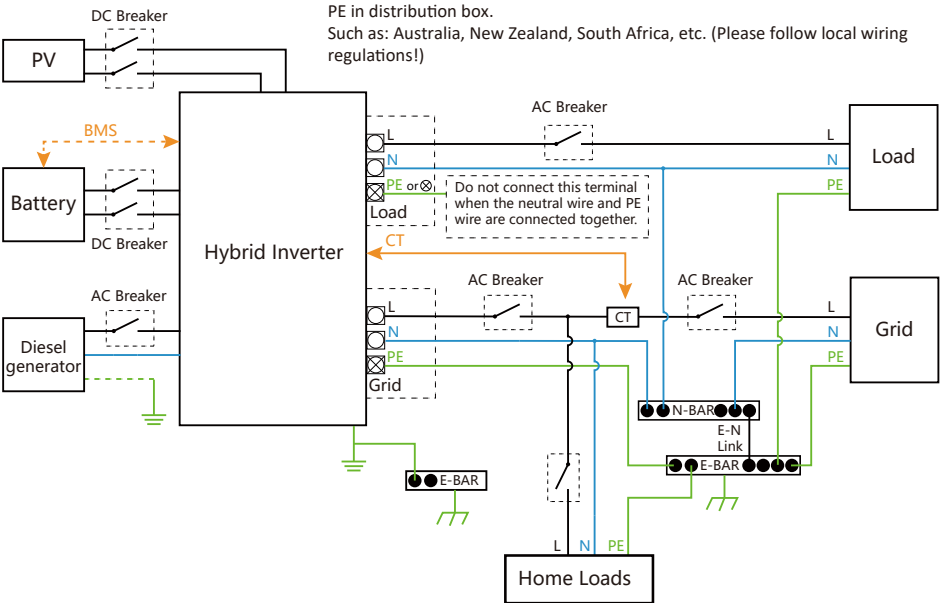 PE in distribution box.
Such as: Australia, New Zealand, South Africa, etc. (Please follow local wiring
regulations!)
DC Breaker
PV
BMS
Battery
DC Breaker
AC Breaker
Diesel
generator
Hybrid Inverter
L
N
PE or⊗
Load
Do not connect this terminal
when the neutral wire and PE
wire are connected together.
CT
AC Breaker
L
N
PE
Load
L
N
PE
Grid
AC Breaker
CT
AC Breaker
L
N
PE
Grid
N-BAR
E-N
Link
E-BAR
E-BAR
L
N
PE
Home Loads